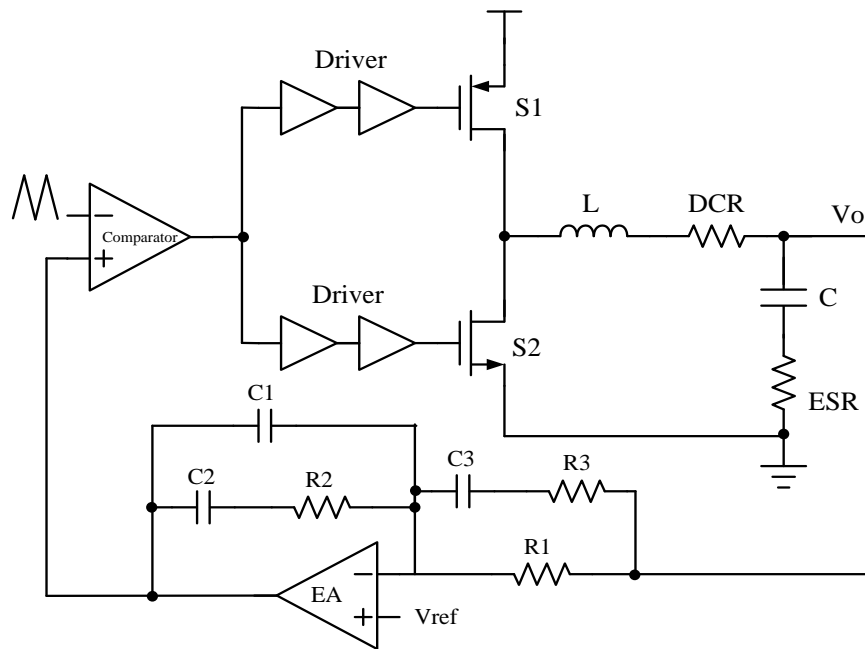 Driver
S1
L
DCR
Vo
−
Comparator
+
Driver
C
S2
ESR
C1
C2
R2
C3
R3
R1
−
EA
+
Vref